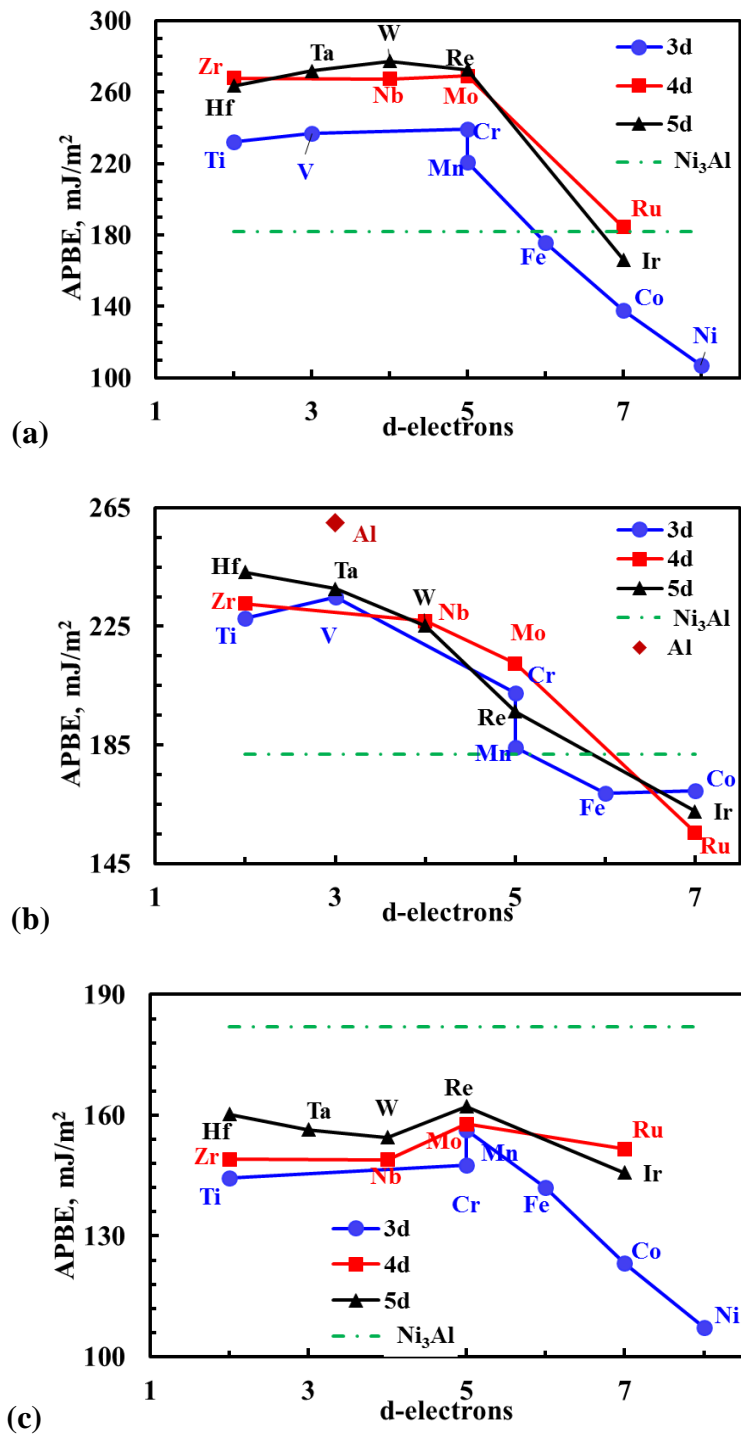 300
260
220
180
140
100
APBE, mJ/m²
Zr
Hf
Ta
W
Re
Nb
Mo
Ti
V
Cr
Mn
Fe
Co
Ni
Ru
Ir
3d
4d
5d
Ni₃Al
1 3 5 7
d-electrons
(a)
265
225
185
145
APBE, mJ/m²
Al
Hf
Zr
Ti
Ta
V
W
Nb
Mo
Cr
Re
Mn
Fe
Co
Ir
Ru
3d
4d
5d
Ni₃Al
Al
1 3 5 7
d-electrons
(b)
190
160
130
100
APBE, mJ/m²
Hf
Zr
Ti
Ta
W
Nb
Re
Mo
Mn
Cr
Fe
Ru
Ir
Co
Ni
3d
4d
5d
Ni₃Al
1 3 5 7
d-electrons
(c)